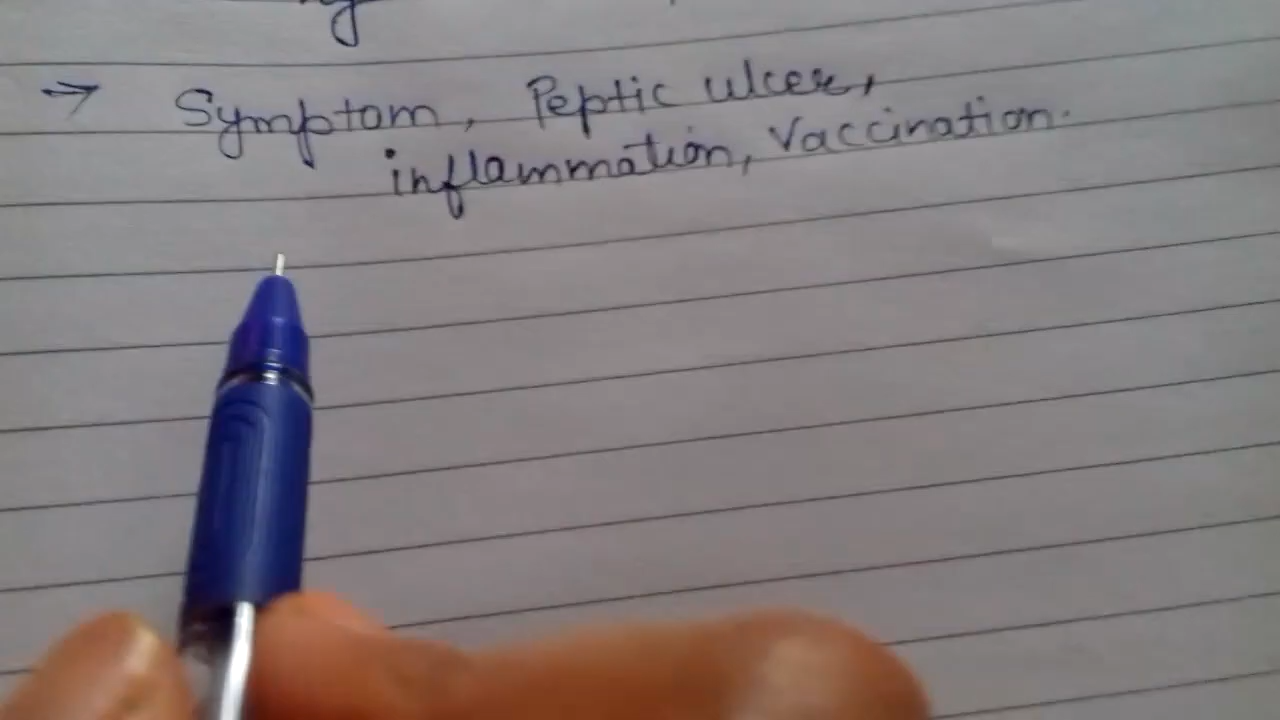 → Symptom, Peptic ulcer,
inflammation, Vaccination.